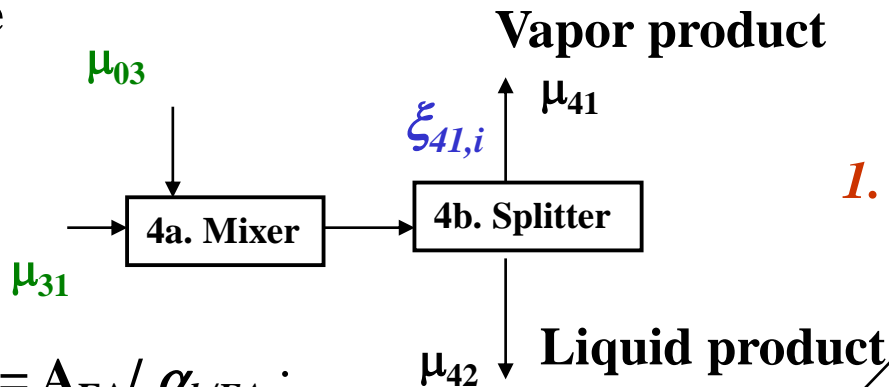 Vapor product
μ03
μ41
ξ41,i
1.
4a. Mixer
4b. Splitter
μ31
Liquid product
μ42